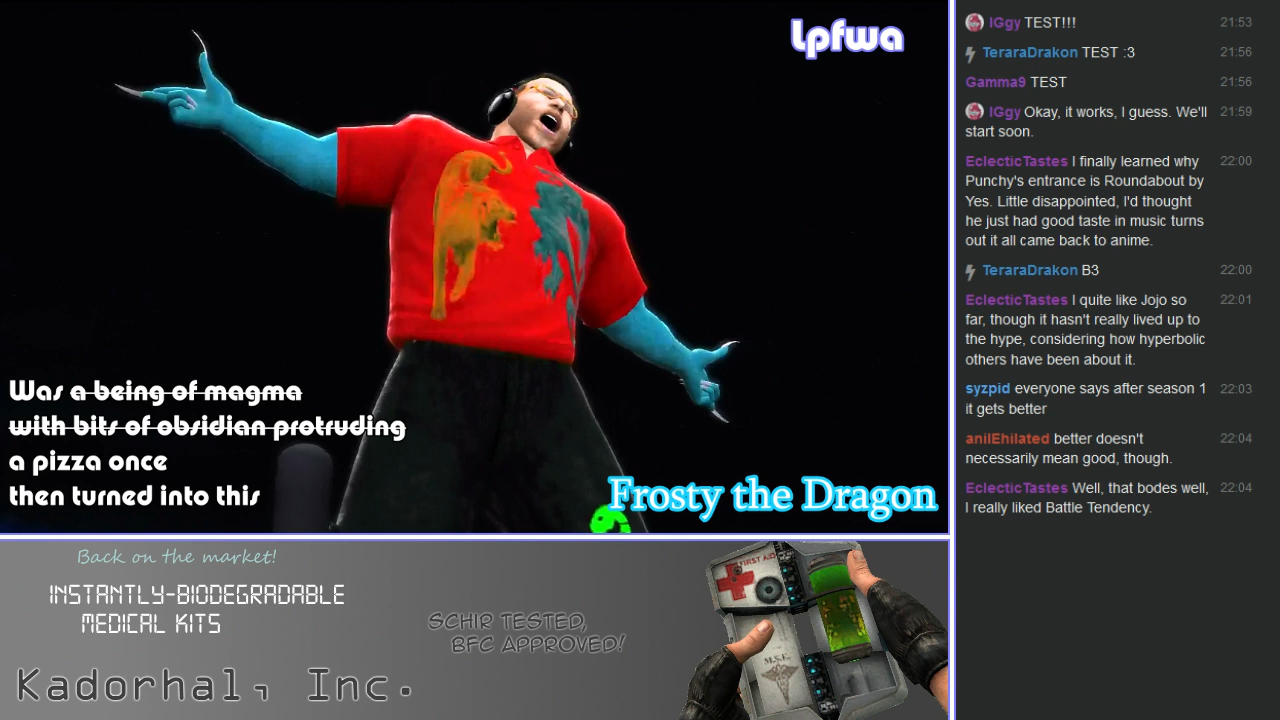 Lpfwa
Was a being of magma
with bits of obsidian protruding
a pizza once
then turned into this
Frosty the Dragon
Back on the market!
INSTANTLY-BIODEGRADABLE
MEDICAL KITS
SCHIR TESTED,
BFC APPROVED!
Kadorhal, Inc.
FIRST AID
M.S.F.
IGgy TEST!!! 21:53
TeraraDrakon TEST :3 21:56
Gamma9 TEST 21:56
IGgy Okay, it works, I guess. We'll 21:59
start soon.
EclecticTastes I finally learned why 22:00
Punchy's entrance is Roundabout by
Yes. Little disappointed, I'd thought
he just had good taste in music turns
out it all came back to anime.
TeraraDrakon B3 22:00
EclecticTastes I quite like Jojo so 22:01
far, though it hasn't really lived up to
the hype, considering how hyperbolic
others have been about it.
syzpid everyone says after season 1 22:03
it gets better
anilEhilated better doesn't 22:04
necessarily mean good, though.
EclecticTastes Well, that bodes well, 22:04
I really liked Battle Tendency.